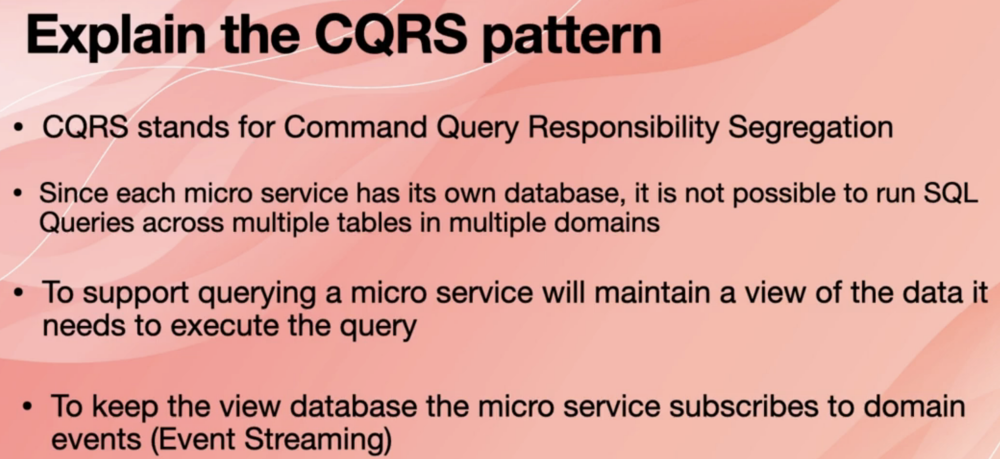 Explain the CQRS pattern
• CQRS stands for Command Query Responsibility Segregation
• Since each micro service has its own database, it is not possible to run SQL
Queries across multiple tables in multiple domains
• To support querying a micro service will maintain a view of the data it
needs to execute the query
• To keep the view database the micro service subscribes to domain
events (Event Streaming)